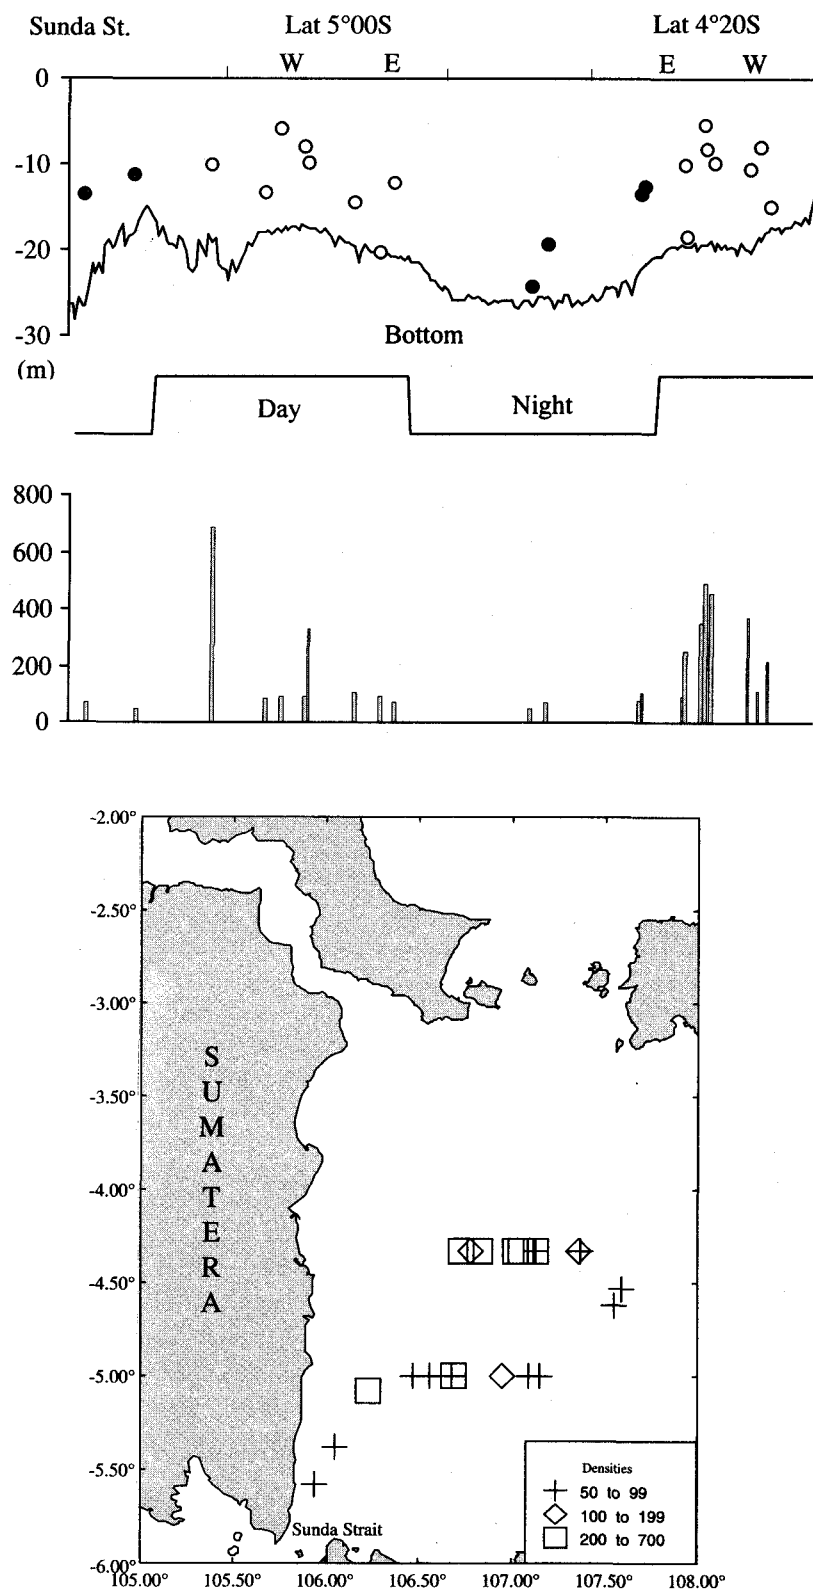 Sunda St. Lat 5°00S Lat 4°20S
W E E W
0
-10
-20
-30
Bottom
(m)
Day Night
800
600
400
200
0
-2.00°
-2.50°
-3.00°
-3.50°
-4.00°
-4.50°
-5.00°
-5.50°
-6.00°
SUMATERA
Densities
50 to 99
100 to 199
200 to 700
Sunda Strait
105.00° 105.50° 106.00° 106.50° 107.00° 107.50° 108.00°